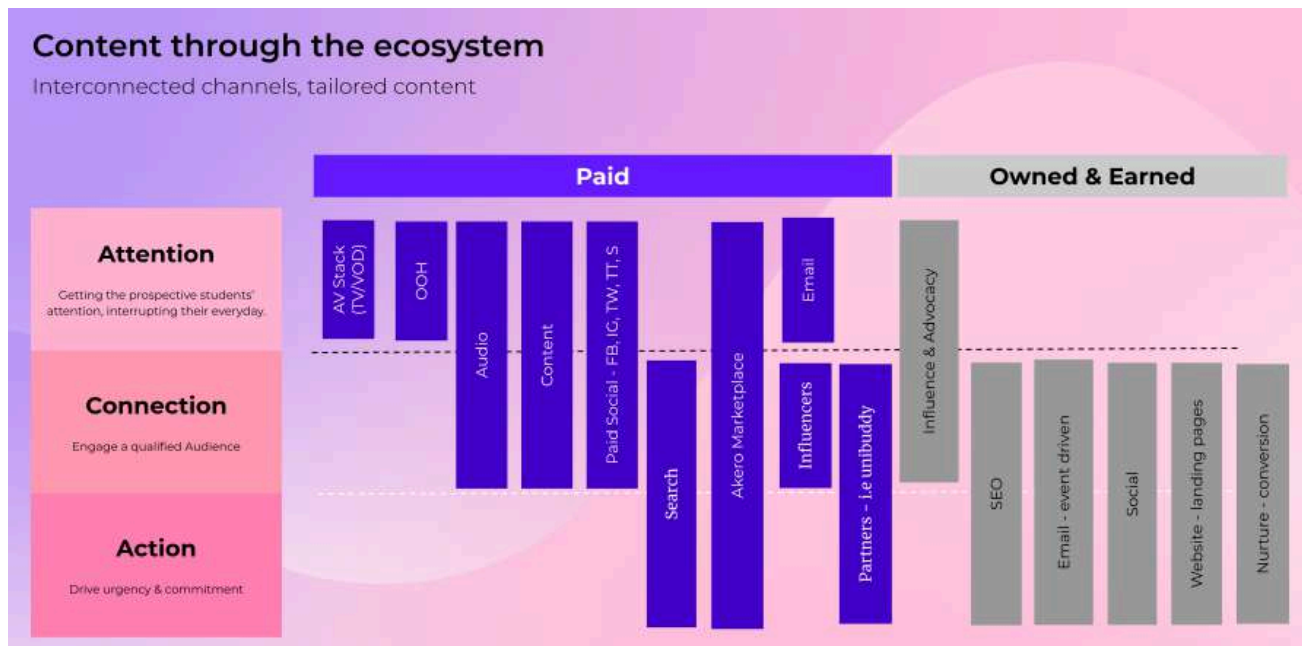 Content through the ecosystem
Interconnected channels, tailored content
Paid
Owned & Earned
Attention
Getting the prospective students'
attention, interrupting their everyday.
Connection
Engage a qualified Audience
Action
Drive urgency & commitment
AV Stack
(TV/VOD)
OOH
Audio
Content
Paid Social - FB, IG, TW, TT, S
Search
Akero Marketplace
Email
Influencers
Partners - i.e unibuddy
Influence & Advocacy
SEO
Email - event driven
Social
Website - landing pages
Nurture - conversion